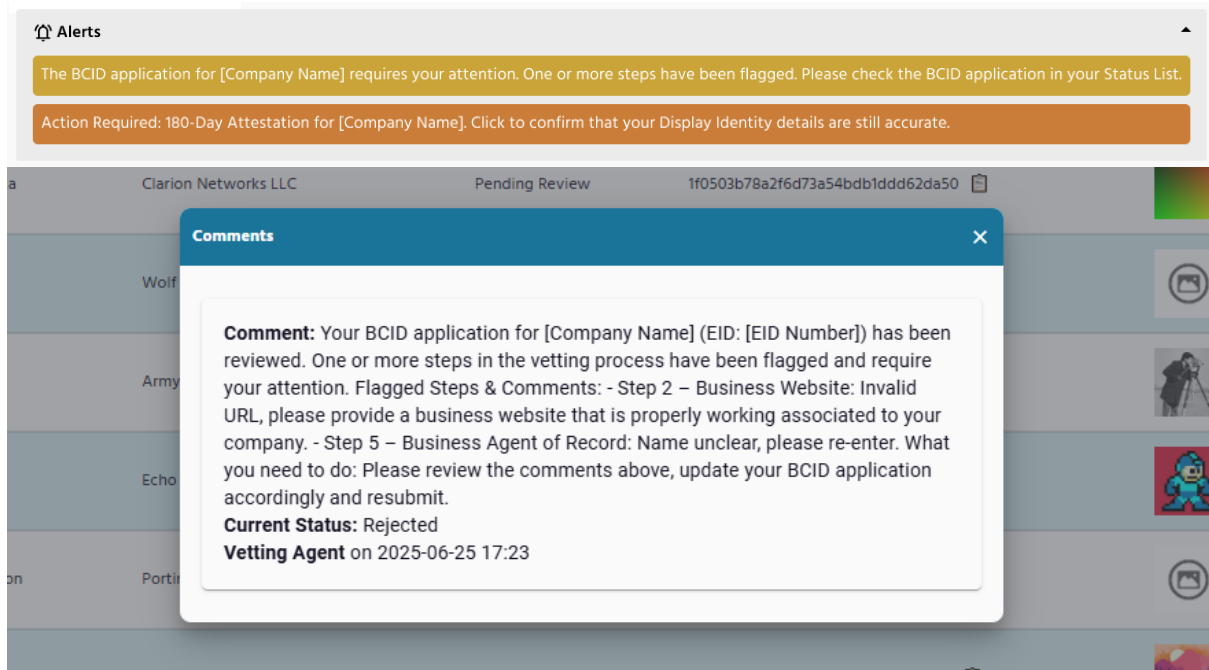 Alerts
The BCID application for [Company Name] requires your attention. One or more steps have been flagged. Please check the BCID application in your Status List.
Action Required: 180-Day Attestation for [Company Name]. Click to confirm that your Display Identity details are still accurate.
a Clarion Networks LLC Pending Review 1f0503b78a2f6d73a54bdb1ddd62da50
Comments
Wolf
Comment: Your BCID application for [Company Name] (EID: [EID Number]) has been
reviewed. One or more steps in the vetting process have been flagged and require
Army
your attention. Flagged Steps & Comments: - Step 2 – Business Website: Invalid
URL, please provide a business website that is properly working associated to your
company. - Step 5 – Business Agent of Record: Name unclear, please re-enter. What
Echo
you need to do: Please review the comments above, update your BCID application
accordingly and resubmit.
Current Status: Rejected
Vetting Agent on 2025-06-25 17:23
on Portin